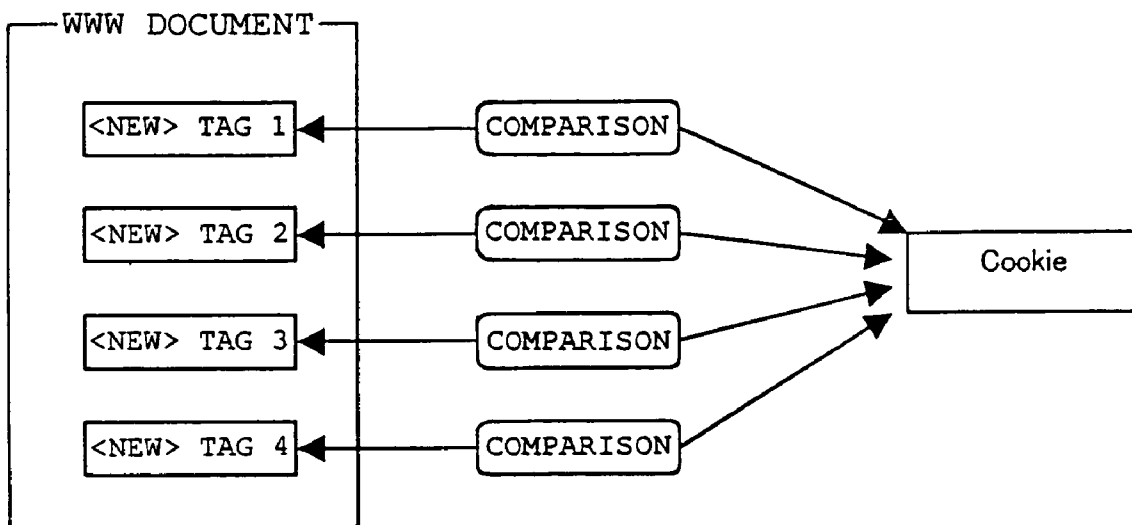 WWW DOCUMENT
<NEW> TAG 1
COMPARISON
<NEW> TAG 2
COMPARISON
Cookie
<NEW> TAG 3
COMPARISON
<NEW> TAG 4
COMPARISON